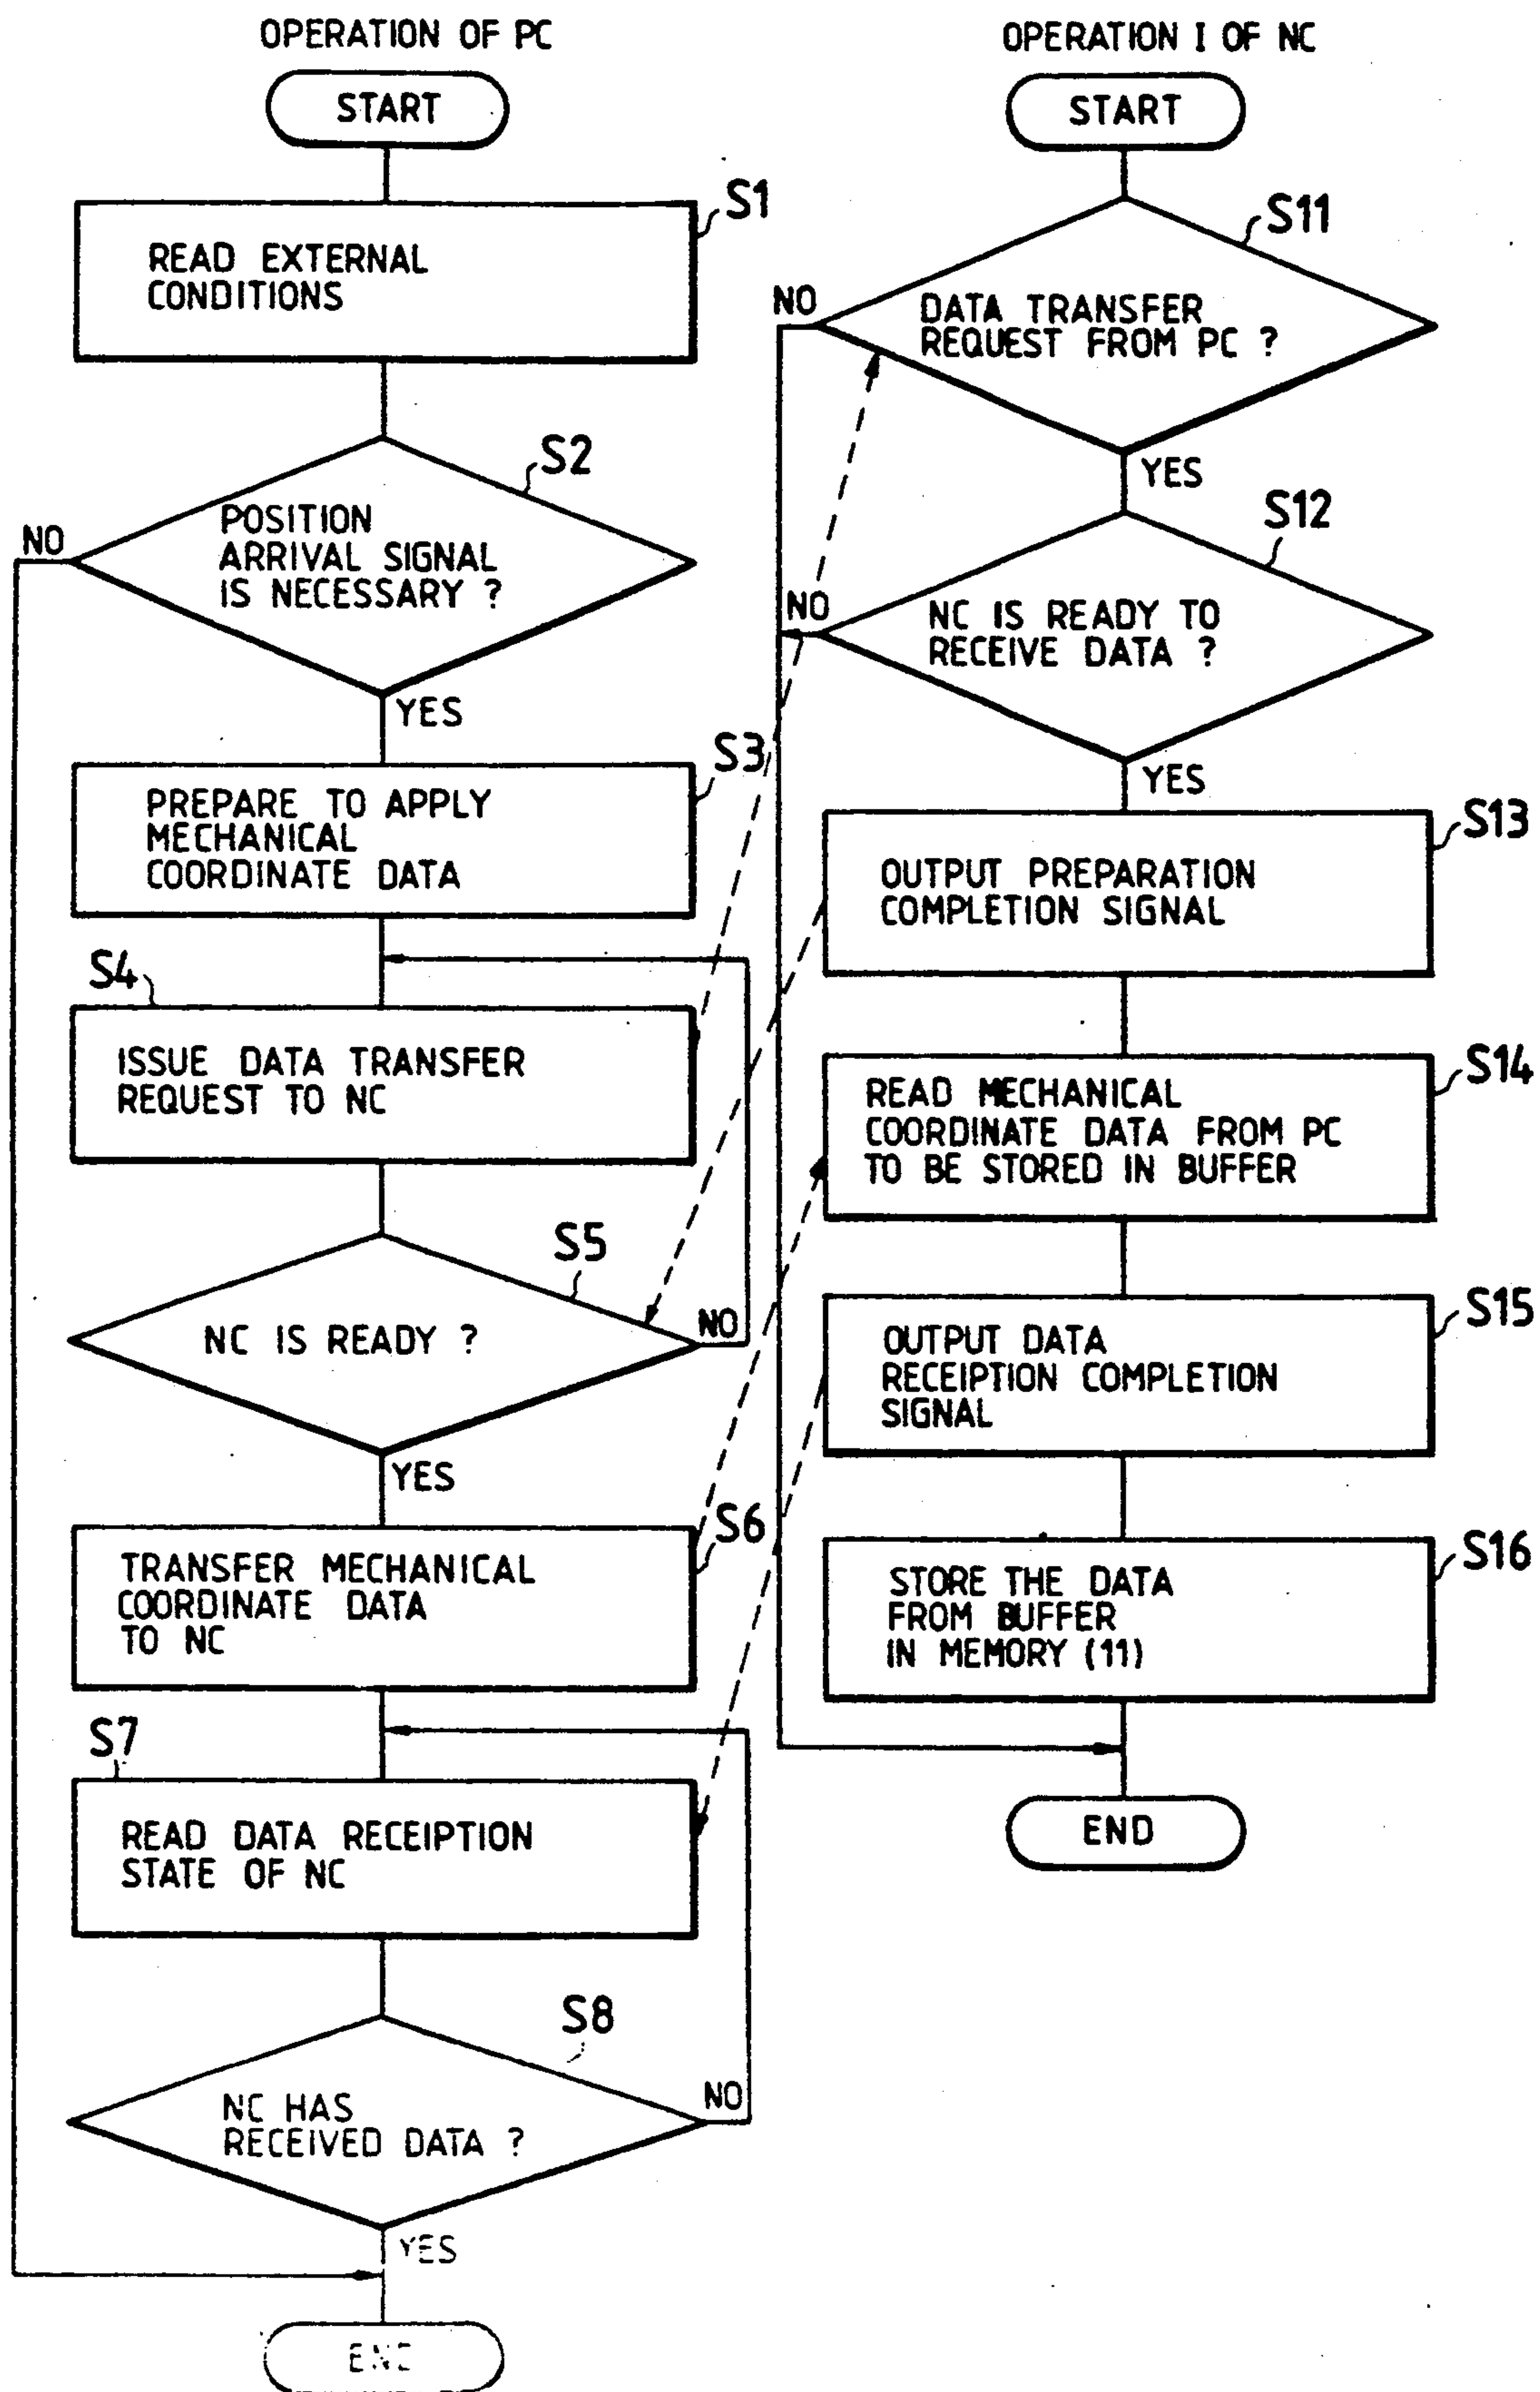 OPERATION OF PC
START
S1
READ EXTERNAL
CONDITIONS
S2
POSITION
ARRIVAL SIGNAL
IS NECESSARY ?
NO
YES
S3
PREPARE TO APPLY
MECHANICAL
COORDINATE DATA
S4
ISSUE DATA TRANSFER
REQUEST TO NC
S5
NC IS READY ?
NO
YES
S6
TRANSFER MECHANICAL
COORDINATE DATA
TO NC
S7
READ DATA RECEIPTION
STATE OF NC
S8
NC HAS
RECEIVED DATA ?
NO
YES
END
OPERATION I OF NC
START
S11
DATA TRANSFER
REQUEST FROM PC ?
NO
YES
S12
NC IS READY TO
RECEIVE DATA ?
NO
YES
S13
OUTPUT PREPARATION
COMPLETION SIGNAL
S14
READ MECHANICAL
COORDINATE DATA FROM PC
TO BE STORED IN BUFFER
S15
OUTPUT DATA
RECEIPTION COMPLETION
SIGNAL
S16
STORE THE DATA
FROM BUFFER
IN MEMORY (11)
END